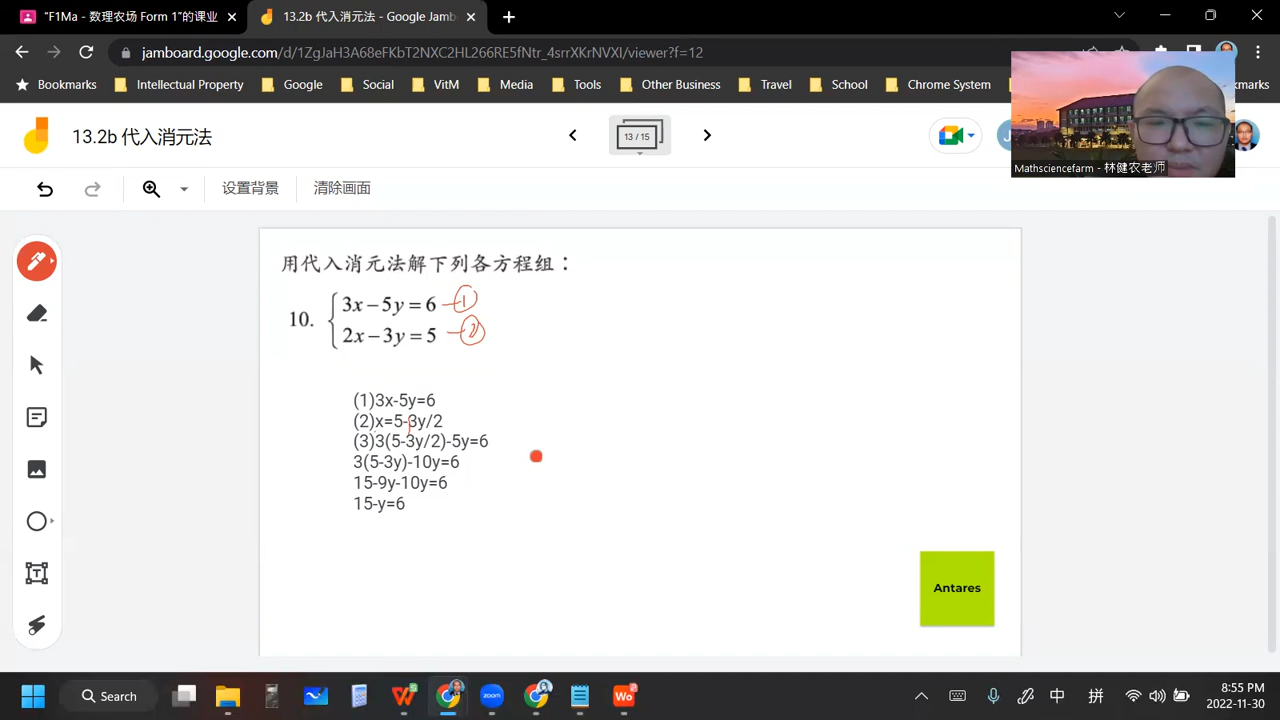 "F1Ma - 数理农场 Form 1"的课业
13.2b 代入消元法 - Google Jamb
jamboard.google.com/d/1ZgJaH3A68eFKbT2NXC2HL266RE5fNtr_4srrXKrNVXI/viewer?f=12
Bookmarks
Intellectual Property
Google
Social
VitM
Media
Tools
Other Business
Travel
School
Chrome System
kmarks
13.2b 代入消元法
13 / 15
J
Mathsciencefarm - 林健农老师
设置背景
清除画面
用代入消元法解下列各方程组：
10.
3x − 5y = 6 — ①
2x − 3y = 5 — ②
(1)3x-5y=6
(2)x=5-3y/2
(3)3(5-3y/2)-5y=6
3(5-3y)-10y=6
15-9y-10y=6
15-y=6
Antares
Search
Wo
中
拼
8:55 PM
2022-11-30